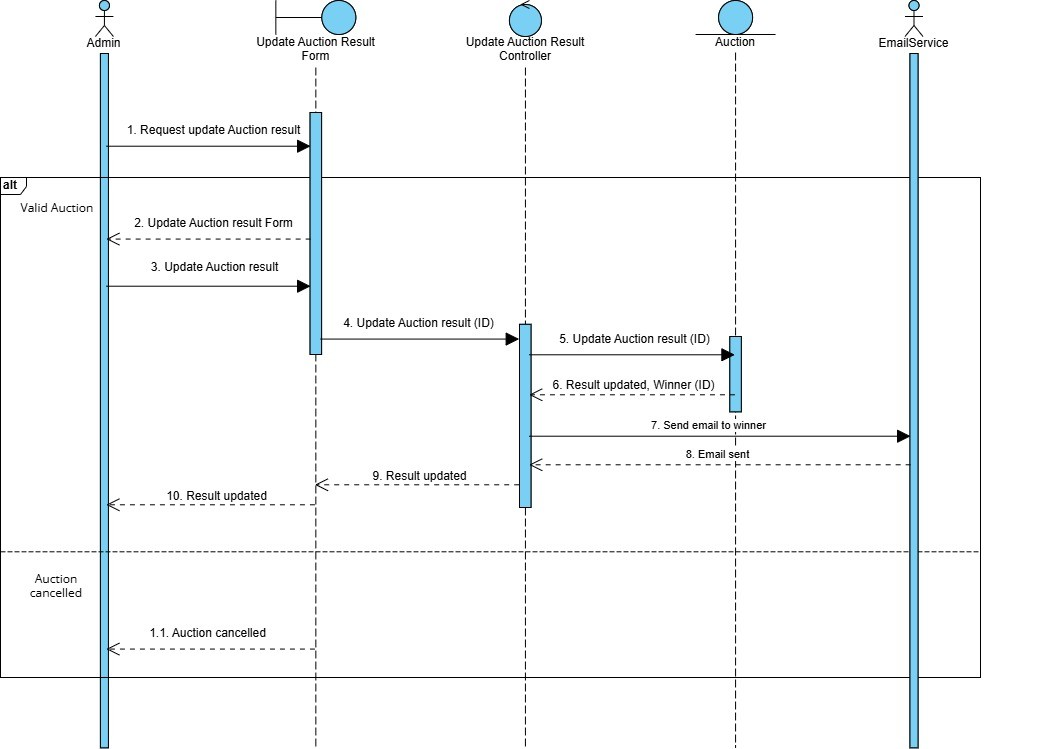 Admin
Update Auction Result
Form
Update Auction Result
Controller
Auction
EmailService
1. Request update Auction result
alt
Valid Auction
2. Update Auction result Form
3. Update Auction result
4. Update Auction result (ID)
5. Update Auction result (ID)
6. Result updated, Winner (ID)
7. Send email to winner
8. Email sent
9. Result updated
10. Result updated
Auction
cancelled
1.1. Auction cancelled